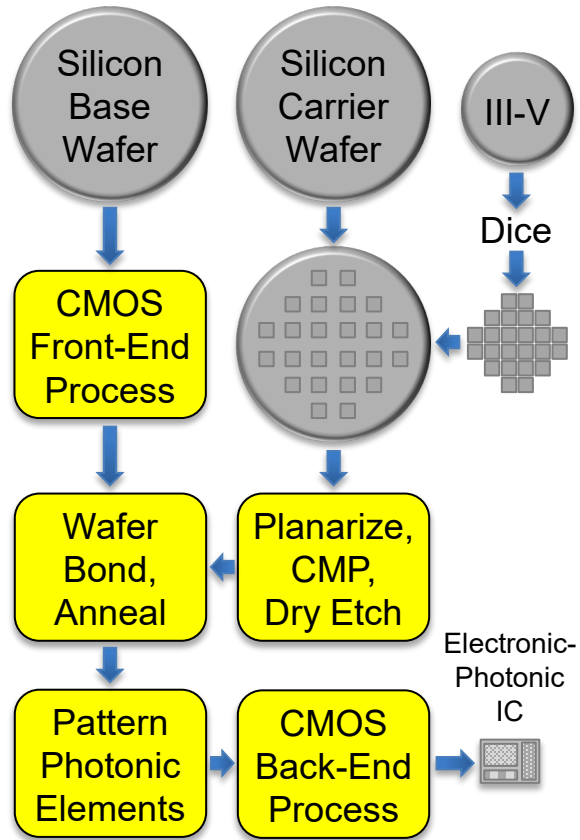 Silicon
Base
Wafer
Silicon
Carrier
Wafer
III-V
Dice
CMOS
Front-End
Process
Wafer
Bond,
Anneal
Planarize,
CMP,
Dry Etch
Pattern
Photonic
Elements
CMOS
Back-End
Process
Electronic-
Photonic
IC